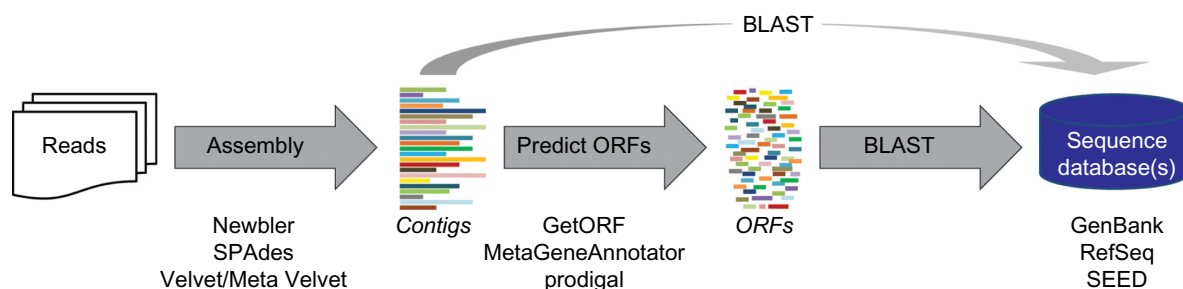 BLAST
Reads
Assembly
Predict ORFs
BLAST
Sequence
database(s)
Contigs
ORFs
Newbler
SPAdes
Velvet/Meta Velvet
GetORF
MetaGeneAnnotator
prodigal
GenBank
RefSeq
SEED